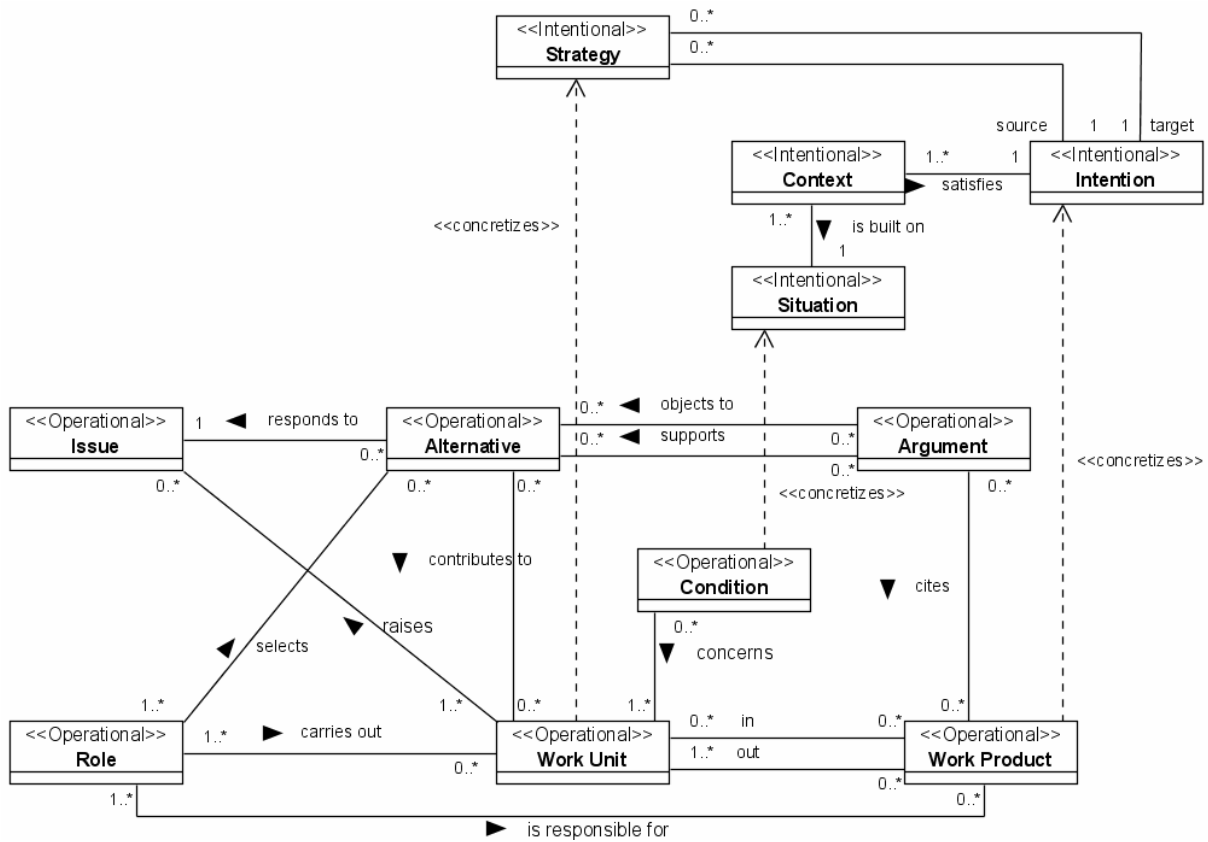 0..*
<<Intentional>>
Strategy
0..*
source 1 1 target
<<Intentional>>
Context
1..* 1
satisfies
<<Intentional>>
Intention
<<concretizes>>
1..* is built on
1
<<Intentional>>
Situation
<<Operational>>
Issue
1 responds to
0..*
<<Operational>>
Alternative
0..* objects to
0..* supports 0..*
0..*
<<Operational>>
Argument
<<concretizes>>
<<concretizes>>
0..* 0..* 0..* 0..*
contributes to
<<Operational>>
Condition
cites
raises
0..*
selects
concerns
1..* 1..* 0..* 1..* 0..*
<<Operational>>
Role
1..* carries out
0..*
<<Operational>>
Work Unit
0..* in 0..*
1..* out
0..*
<<Operational>>
Work Product
1..* 0..*
is responsible for